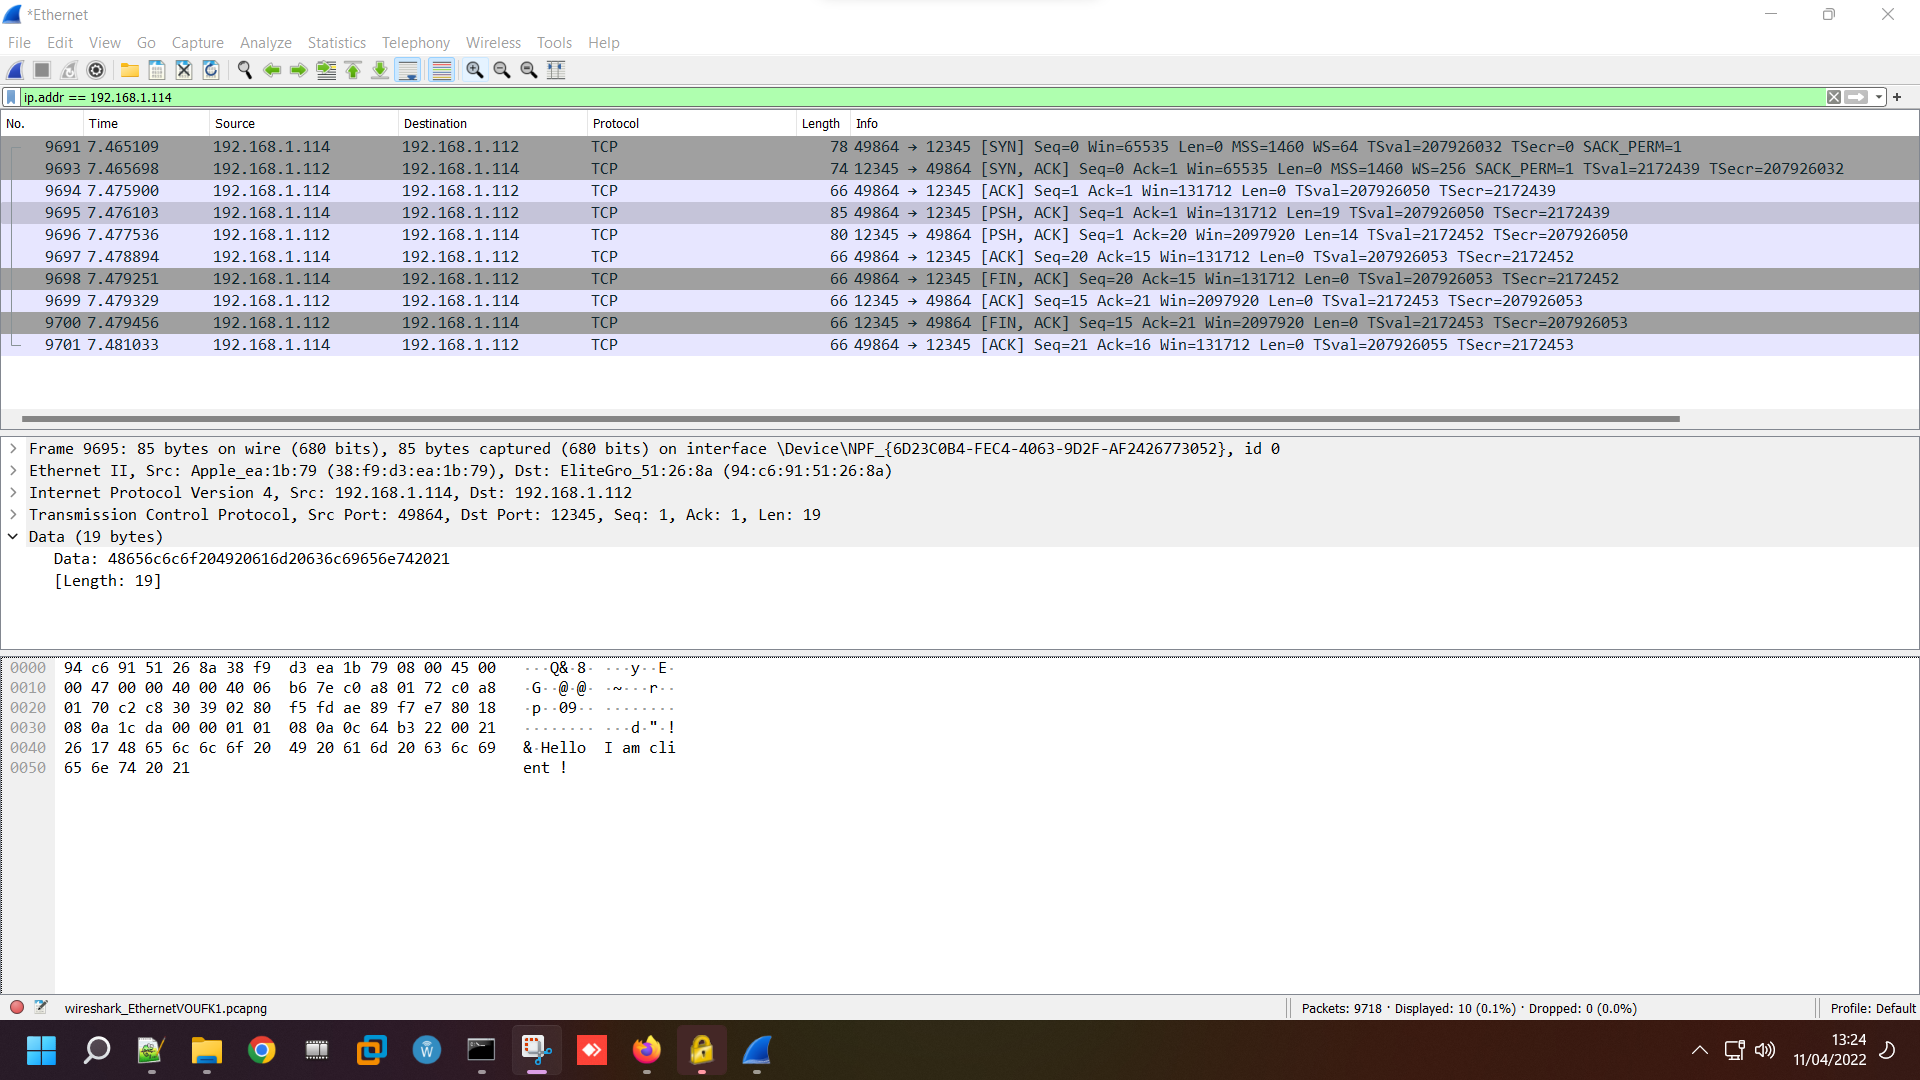 *Ethernet
File Edit View Go Capture Analyze Statistics Telephony Wireless Tools Help
ip.addr == 192.168.1.114
No. Time Source Destination Protocol Length Info
9691 7.465109 192.168.1.114 192.168.1.112 TCP 78 49864 → 12345 [SYN] Seq=0 Win=65535 Len=0 MSS=1460 WS=64 TSval=207926032 TSecr=0 SACK_PERM=1
9693 7.465698 192.168.1.112 192.168.1.114 TCP 74 12345 → 49864 [SYN, ACK] Seq=0 Ack=1 Win=65535 Len=0 MSS=1460 WS=256 SACK_PERM=1 TSval=2172439 TSecr=207926032
9694 7.475900 192.168.1.114 192.168.1.112 TCP 66 49864 → 12345 [ACK] Seq=1 Ack=1 Win=131712 Len=0 TSval=207926050 TSecr=2172439
9695 7.476103 192.168.1.114 192.168.1.112 TCP 85 49864 → 12345 [PSH, ACK] Seq=1 Ack=1 Win=131712 Len=19 TSval=207926050 TSecr=2172439
9696 7.477536 192.168.1.112 192.168.1.114 TCP 80 12345 → 49864 [PSH, ACK] Seq=1 Ack=20 Win=2097920 Len=14 TSval=2172452 TSecr=207926050
9697 7.478894 192.168.1.114 192.168.1.112 TCP 66 49864 → 12345 [ACK] Seq=20 Ack=15 Win=131712 Len=0 TSval=207926053 TSecr=2172452
9698 7.479251 192.168.1.114 192.168.1.112 TCP 66 49864 → 12345 [FIN, ACK] Seq=20 Ack=15 Win=131712 Len=0 TSval=207926053 TSecr=2172452
9699 7.479329 192.168.1.112 192.168.1.114 TCP 66 12345 → 49864 [ACK] Seq=15 Ack=21 Win=2097920 Len=0 TSval=2172453 TSecr=207926053
9700 7.479456 192.168.1.112 192.168.1.114 TCP 66 12345 → 49864 [FIN, ACK] Seq=15 Ack=21 Win=2097920 Len=0 TSval=2172453 TSecr=207926053
9701 7.481033 192.168.1.114 192.168.1.112 TCP 66 49864 → 12345 [ACK] Seq=21 Ack=16 Win=131712 Len=0 TSval=207926055 TSecr=2172453
Frame 9695: 85 bytes on wire (680 bits), 85 bytes captured (680 bits) on interface \Device\NPF_{6D23C0B4-FEC4-4063-9D2F-AF2426773052}, id 0
Ethernet II, Src: Apple_ea:1b:79 (38:f9:d3:ea:1b:79), Dst: EliteGro_51:26:8a (94:c6:91:51:26:8a)
Internet Protocol Version 4, Src: 192.168.1.114, Dst: 192.168.1.112
Transmission Control Protocol, Src Port: 49864, Dst Port: 12345, Seq: 1, Ack: 1, Len: 19
Data (19 bytes)
Data: 48656c6c6f204920616d20636c69656e742021
[Length: 19]
0000 94 c6 91 51 26 8a 38 f9 d3 ea 1b 79 08 00 45 00 ···Q&·8· ···y··E·
0010 00 47 00 00 40 00 40 06 b6 7e c0 a8 01 72 c0 a8 ·G··@·@· ·~···r··
0020 01 70 c2 c8 30 39 02 80 f5 fd ae 89 f7 e7 80 18 ·p··09·· ········
0030 08 0a 1c da 00 00 01 01 08 0a 0c 64 b3 22 00 21 ········ ···d·"·!
0040 26 17 48 65 6c 6c 6f 20 49 20 61 6d 20 63 6c 69 &·Hello  I am cli
0050 65 6e 74 20 21 ent !
wireshark_EthernetVOUFK1.pcapng Packets: 9718 · Displayed: 10 (0.1%) · Dropped: 0 (0.0%) Profile: Default
W
13:24
11/04/2022